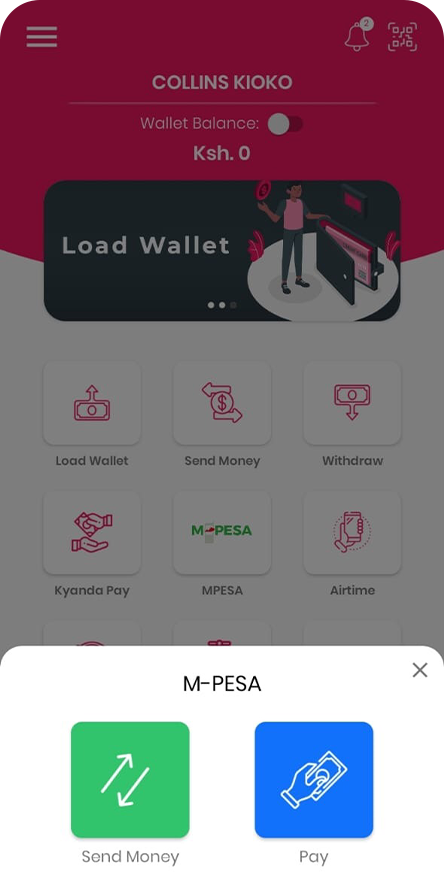 2
COLLINS KIOKO
Wallet Balance:
Ksh. 0
Load Wallet
Load Wallet
Send Money
Withdraw
M-PESA
Kyanda Pay
MPESA
Airtime
M-PESA
Send Money
Pay